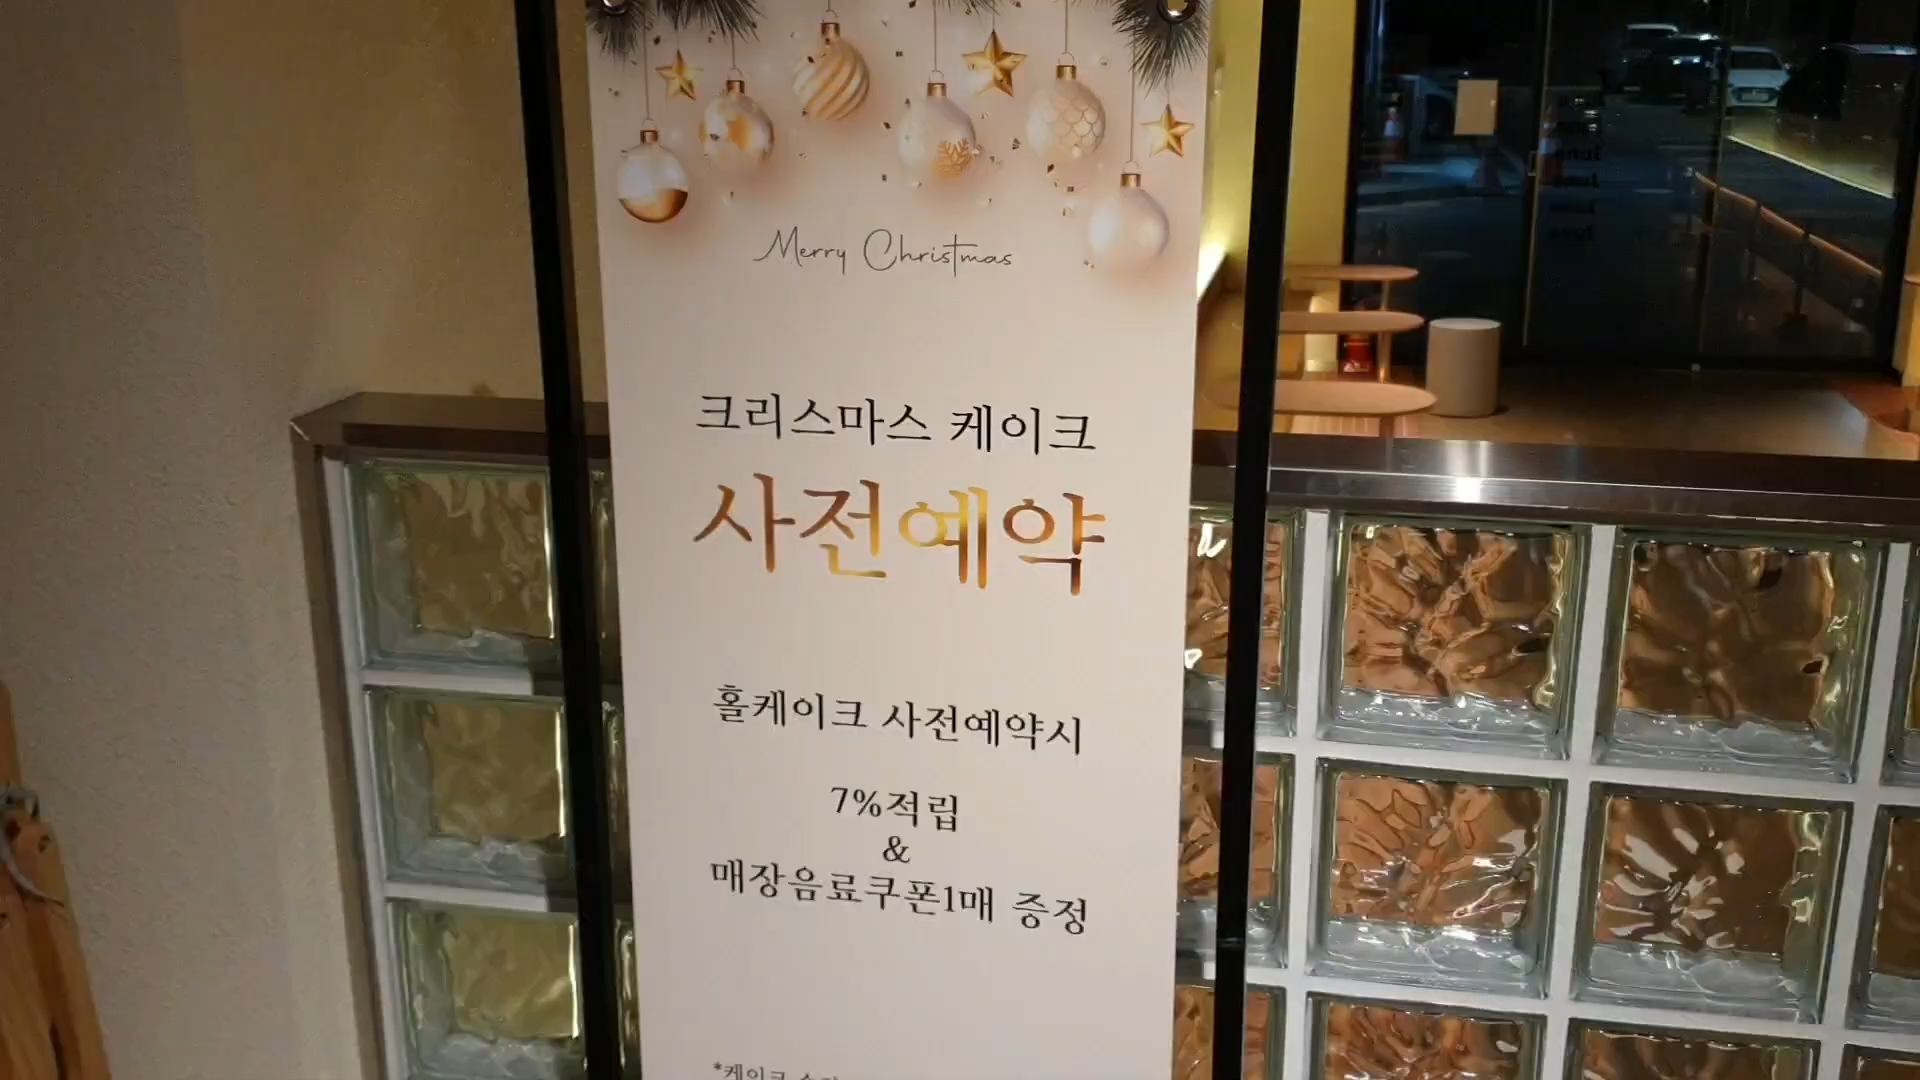 Merry Christmas
크리스마스 케이크
사전예약
홀케이크 사전예약시
7%적립
&
매장음료쿠폰1매 증정
*케이크